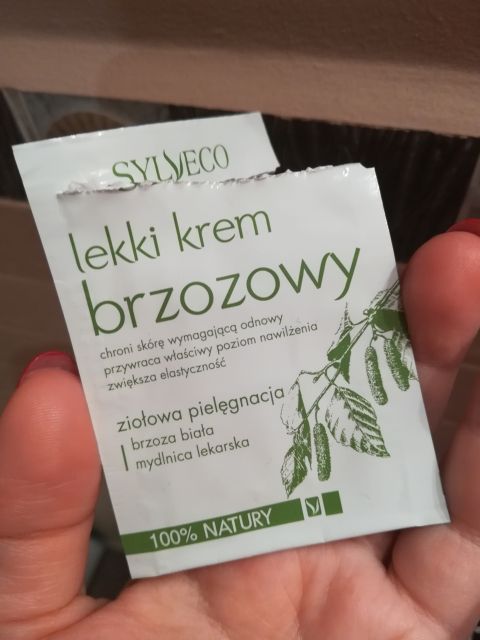 SYLVECO
lekki krem
brzozowy
chroni skórę wymagającą odnowy
przywraca właściwy poziom nawilżenia
zwiększa elastyczność
ziołowa pielęgnacja
brzoza biała
mydlnica lekarska
100% NATURY